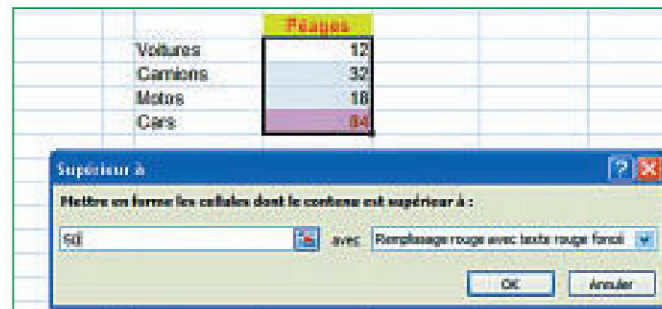 Péages
Voitures 12
Camions 32
Motos 18
Cars 84
Supérieur à
Mettre en forme les cellules dont le contenu est supérieur à :
50 avec Remplissage rouge avec texte rouge foncé
OK Annuler